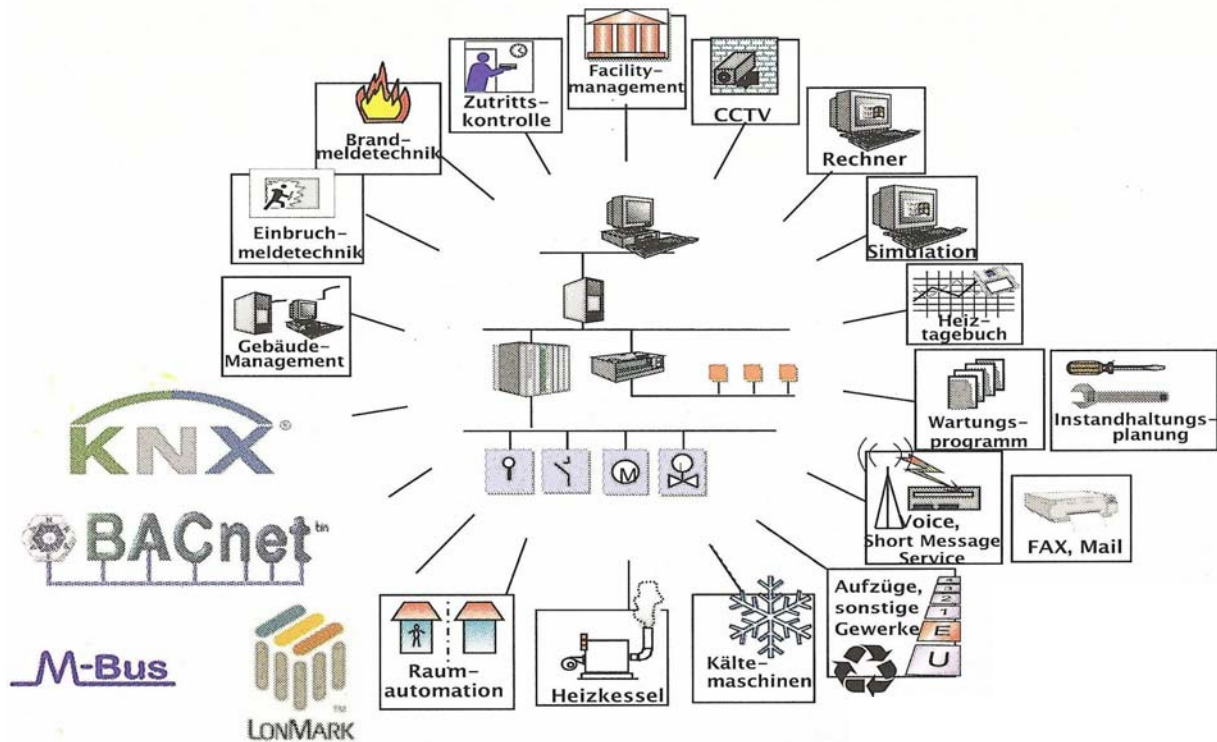 Facility-
management
Zutritts-
kontrolle
CCTV
Brand-
meldetechnik
Rechner
Einbruch-
meldetechnik
Simulation
Gebäude-
Management
Heiz-
tagebuch
Wartungs-
programm
Instandhaltungs-
planung
KNX®
M
Voice,
Short Message
Service
FAX, Mail
BACnet
Aufzüge,
sonstige
Gewerke
4
3
2
1
E
U
Raum-
automation
Heizkessel
Kälte-
maschinen
M-Bus
LONMARK
TM